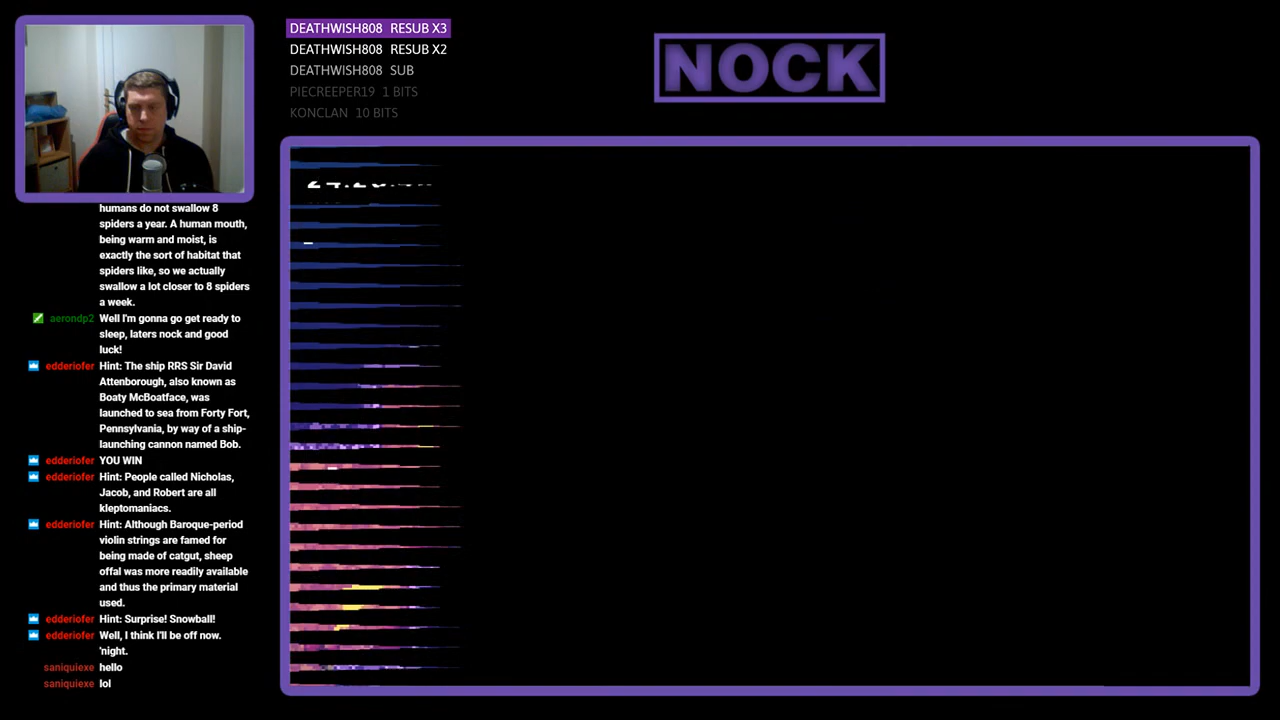 DEATHWISH808 RESUB X3
DEATHWISH808 RESUB X2
DEATHWISH808 SUB
PIECREEPER19 1 BITS
KONCLAN 10 BITS
NOCK
humans do not swallow 8
spiders a year. A human mouth,
being warm and moist, is
exactly the sort of habitat that
spiders like, so we actually
swallow a lot closer to 8 spiders
a week.
aerondp2 Well I'm gonna go get ready to
sleep, laters nock and good
luck!
edderiofer Hint: The ship RRS Sir David
Attenborough, also known as
Boaty McBoatface, was
launched to sea from Forty Fort,
Pennsylvania, by way of a ship-
launching cannon named Bob.
edderiofer YOU WIN
edderiofer Hint: People called Nicholas,
Jacob, and Robert are all
kleptomaniacs.
edderiofer Hint: Although Baroque-period
violin strings are famed for
being made of catgut, sheep
offal was more readily available
and thus the primary material
used.
edderiofer Hint: Surprise! Snowball!
edderiofer Well, I think I'll be off now.
'night.
saniquiexe hello
saniquiexe lol